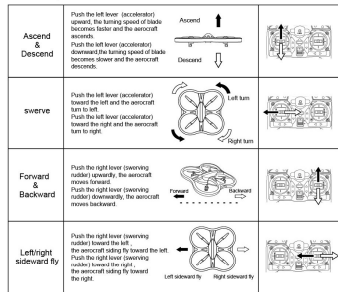 Ascend
&
Descend
Push the left lever (accelerator)
upward, the turning speed of blade
becomes faster and the aerocraft
ascends.
Push the left lever (accelerator)
downward,the turning speed of blade
becomes slower and the aerocraft
descends.
Ascend
Descend
swerve
Push the left lever (accelerator)
toward the left and the aerocraft
turn to left.
Push the left lever (accelerator)
toward the right and the aerocraft
turn to right.
Left turn
Right turn
Forward
&
Backward
Push the right lever (swerving
rudder) upwardly, the aerocraft
moves forward.
Push the right lever (swerving
rudder) downwardly, the aerocraft
moves backward.
Forward
Backward
Left/right
sideward fly
Push the right lever (swerving
rudder) toward the left ,
the aerocraft siding fly toward the left.
Push the right lever (swerving
rudder) toward the right ,
the aerocraft siding fly toward
the right.
Left sideward fly
Right sideward fly